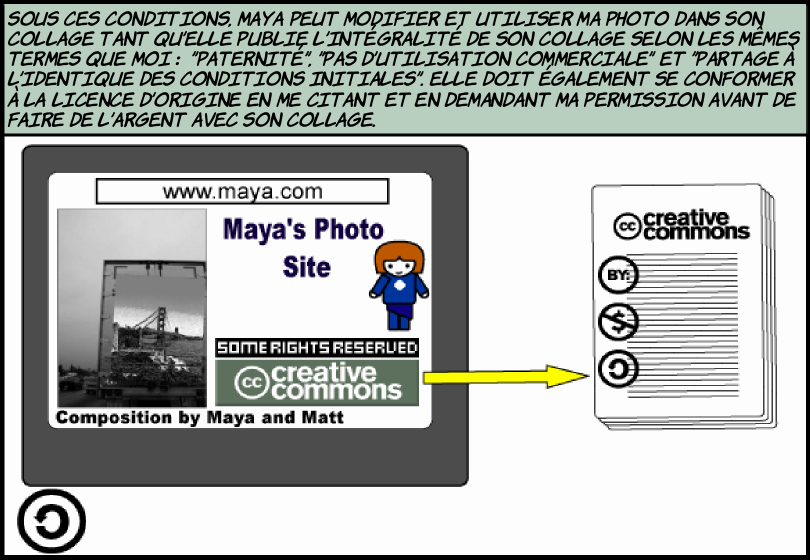 SOUS CES CONDITIONS, MAYA PEUT MODIFIER ET UTILISER MA PHOTO DANS SON
COLLAGE TANT QU'ELLE PUBLIE L'INTÉGRALITÉ DE SON COLLAGE SELON LES MÊMES
TERMES QUE MOI : "PATERNITÉ", "PAS D'UTILISATION COMMERCIALE" ET "PARTAGE À
L'IDENTIQUE DES CONDITIONS INITIALES". ELLE DOIT ÉGALEMENT SE CONFORMER
À LA LICENCE D'ORIGINE EN ME CITANT ET EN DEMANDANT MA PERMISSION AVANT DE
FAIRE DE L'ARGENT AVEC SON COLLAGE.
www.maya.com
Maya's Photo
Site
SOME RIGHTS RESERVED
cc creative
commons
Composition by Maya and Matt
cc creative
commons
BY:
$